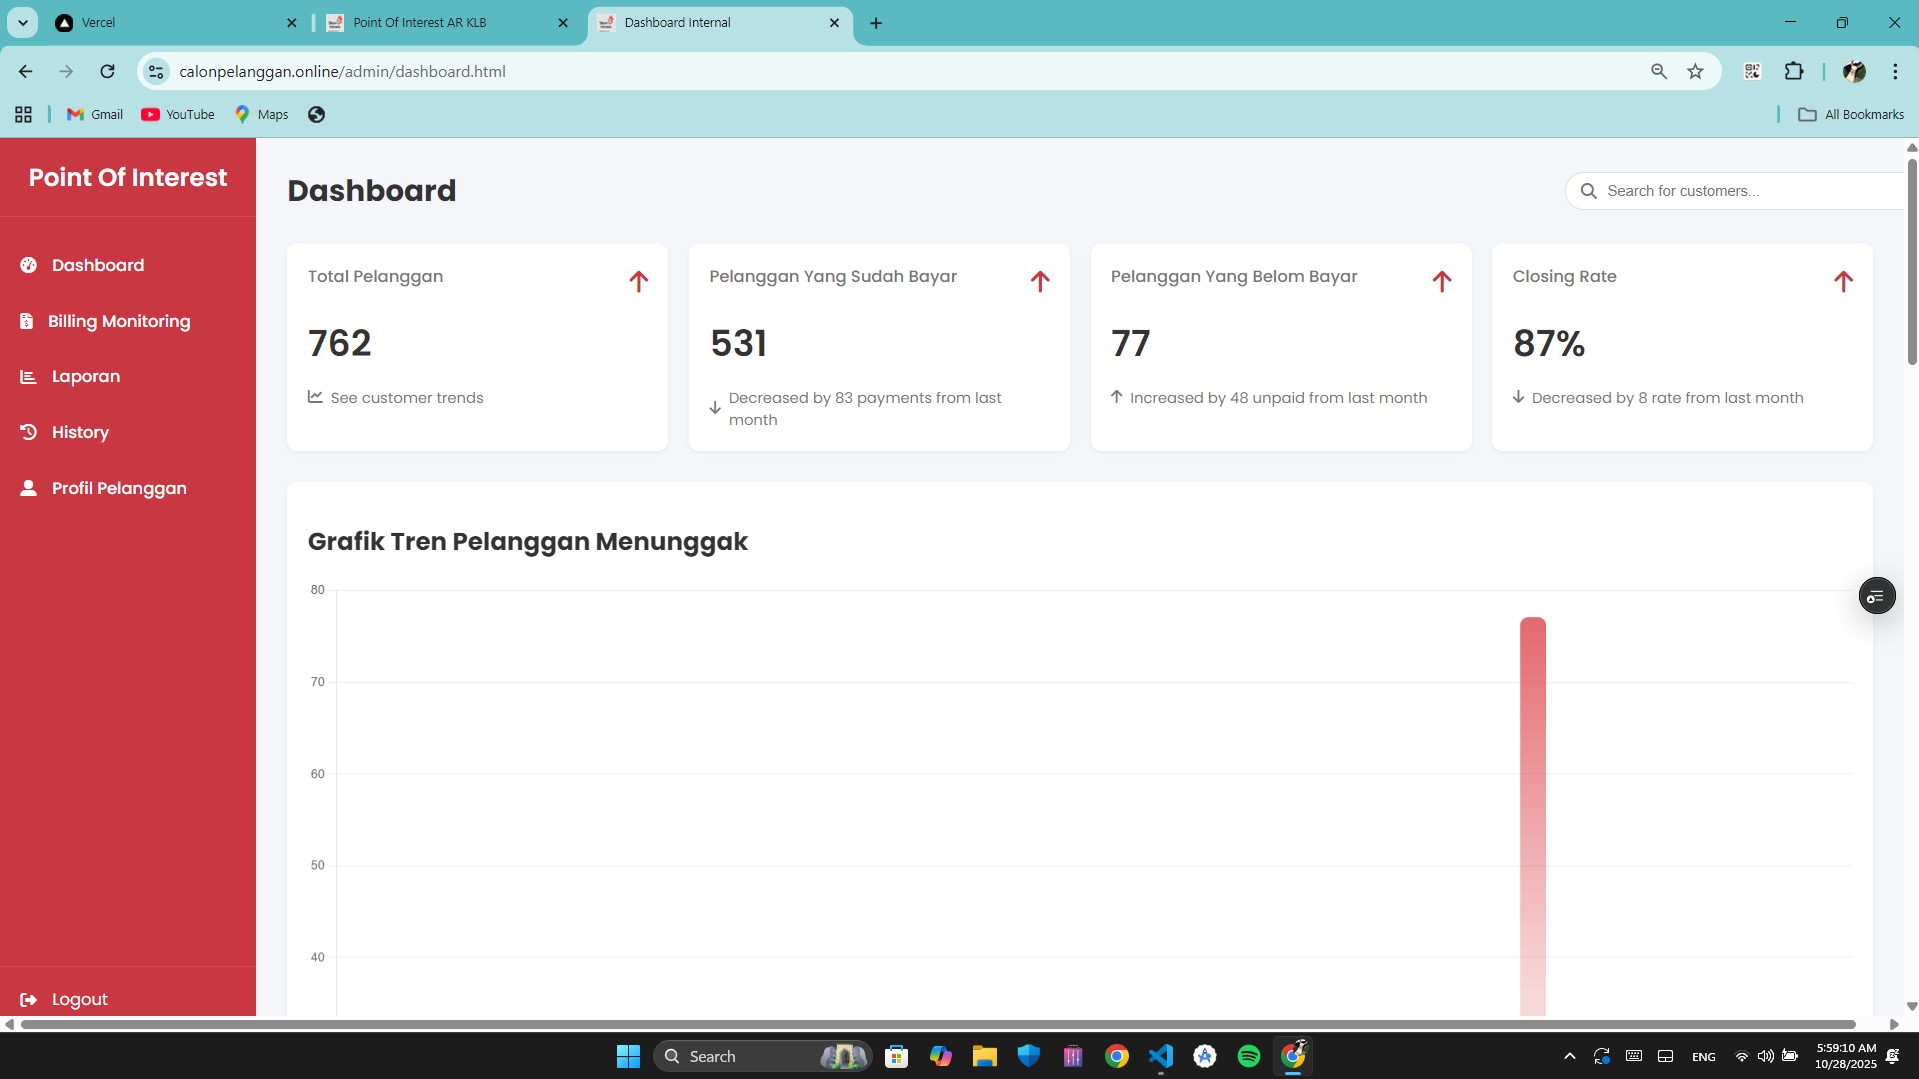 Vercel
Point Of Interest AR KLB
Dashboard Internal
calonpelanggan.online/admin/dashboard.html
Gmail
YouTube
Maps
All Bookmarks
Point Of Interest
Dashboard
Billing Monitoring
Laporan
History
Profil Pelanggan
Logout
Dashboard
Search for customers...
Total Pelanggan
762
See customer trends
Pelanggan Yang Sudah Bayar
531
Decreased by 83 payments from last
month
Pelanggan Yang Belom Bayar
77
Increased by 48 unpaid from last month
Closing Rate
87%
Decreased by 8 rate from last month
Grafik Tren Pelanggan Menunggak
80
70
60
50
40
Search
ENG
5:59:10 AM
10/28/2025